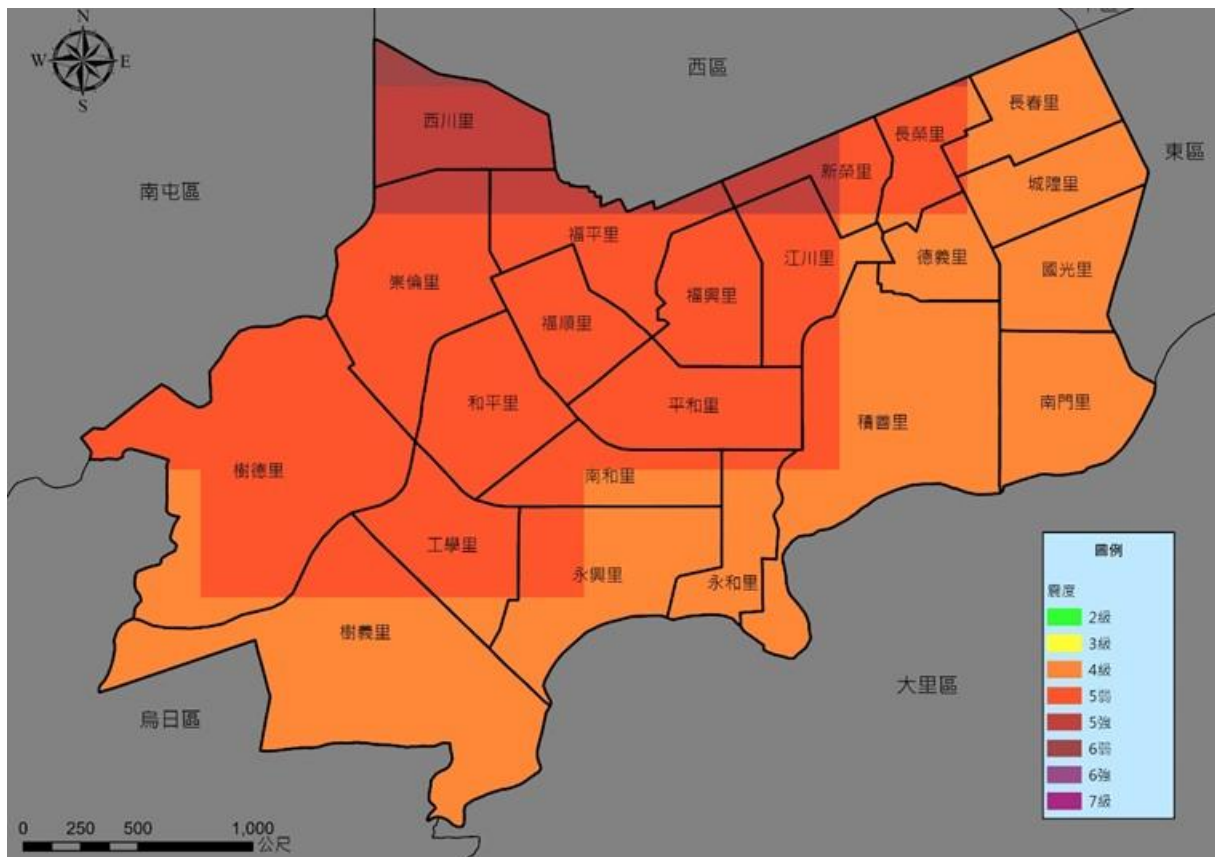 N
W
E
S
中區
西區
東區
南屯區
長春里
西川里
長榮里
新榮里
城隍里
福平里
德義里
江川里
國光里
崇倫里
福興里
福順里
和平里
平和里
南門里
積善里
樹德里
南和里
工學里
永興里
永和里
樹義里
大里區
烏日區
圖例
震度
2級
3級
4級
5弱
5強
6弱
6強
7級
0 250 500 1,000
公尺